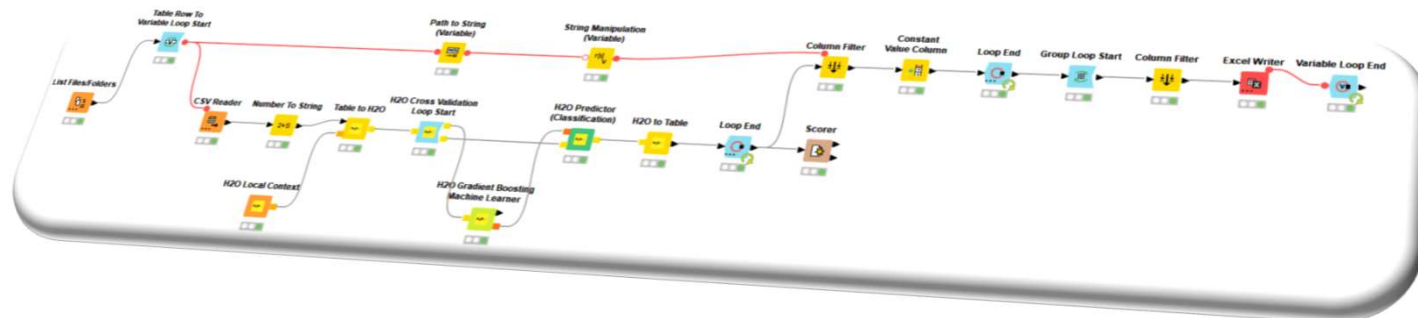 Table Row To
Variable Loop Start
Path to String
(Variable)
String Manipulation
(Variable)
Column Filter
Constant
Value Column
Loop End
Group Loop Start
Column Filter
Excel Writer
Variable Loop End
List Files/Folders
CSV Reader
Number To String
Table to H2O
H2O Cross Validation
Loop Start
H2O Predictor
(Classification)
H2O to Table
Loop End
Scorer
H2O Local Context
H2O Gradient Boosting
Machine Learner